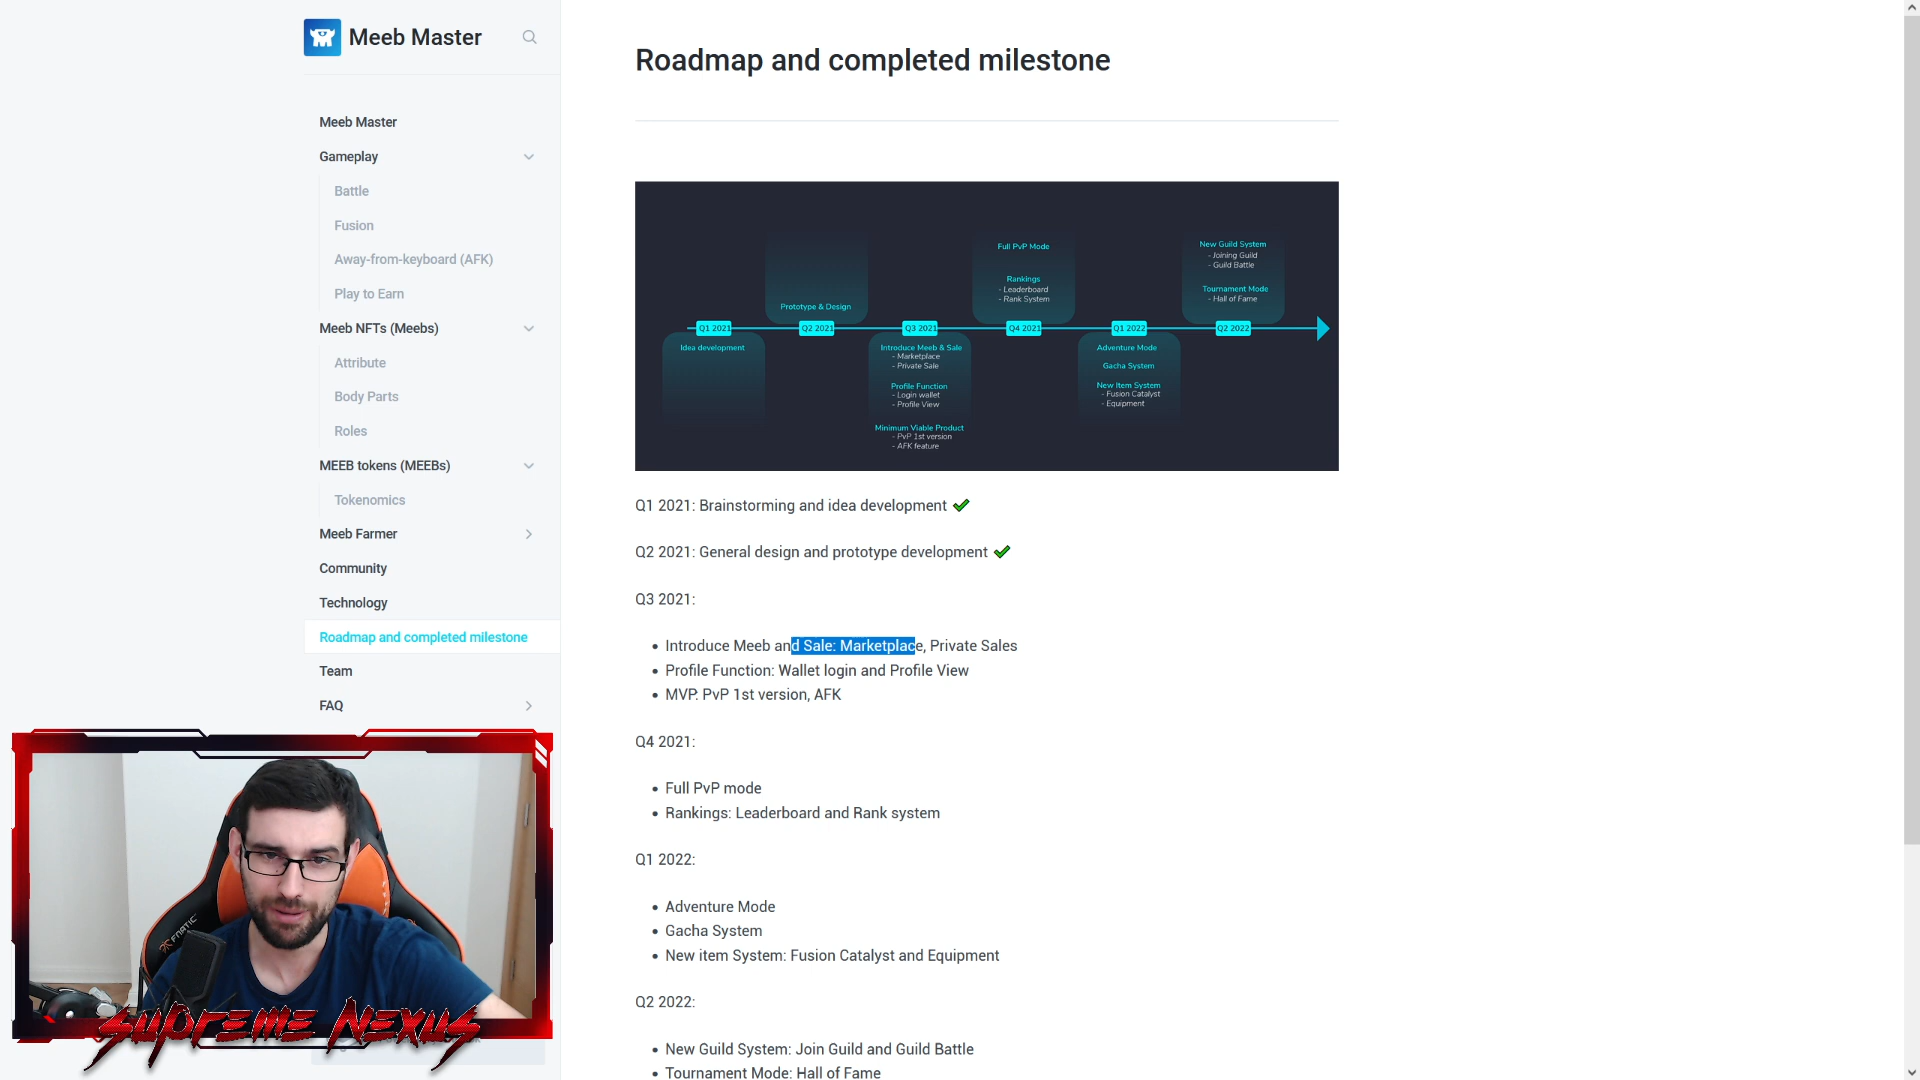 Meeb Master
Meeb Master
Gameplay
Battle
Fusion
Away-from-keyboard (AFK)
Play to Earn
Meeb NFTs (Meebs)
Attribute
Body Parts
Roles
MEEB tokens (MEEBs)
Tokenomics
Meeb Farmer
Community
Technology
Roadmap and completed milestone
Team
FAQ
FNATIC
SUPREME NEXUS
Roadmap and completed milestone
Q1 2021
Idea development
Prototype & Design
Q2 2021
Q3 2021
Introduce Meeb & Sale
- Marketplace
- Private Sale
Profile Function
- Login wallet
- Profile View
Minimum Viable Product
- PvP 1st version
- AFK feature
Full PvP Mode
Rankings
- Leaderboard
- Rank System
Q4 2021
Q1 2022
Adventure Mode
Gacha System
New Item System
- Fusion Catalyst
- Equipment
New Guild System
- Joining Guild
- Guild Battle
Tournament Mode
- Hall of Fame
Q2 2022
Q1 2021: Brainstorming and idea development ✔
Q2 2021: General design and prototype development ✔
Q3 2021:
• Introduce Meeb and Sale: Marketplace, Private Sales
• Profile Function: Wallet login and Profile View
• MVP: PvP 1st version, AFK
Q4 2021:
• Full PvP mode
• Rankings: Leaderboard and Rank system
Q1 2022:
• Adventure Mode
• Gacha System
• New item System: Fusion Catalyst and Equipment
Q2 2022:
• New Guild System: Join Guild and Guild Battle
• Tournament Mode: Hall of Fame